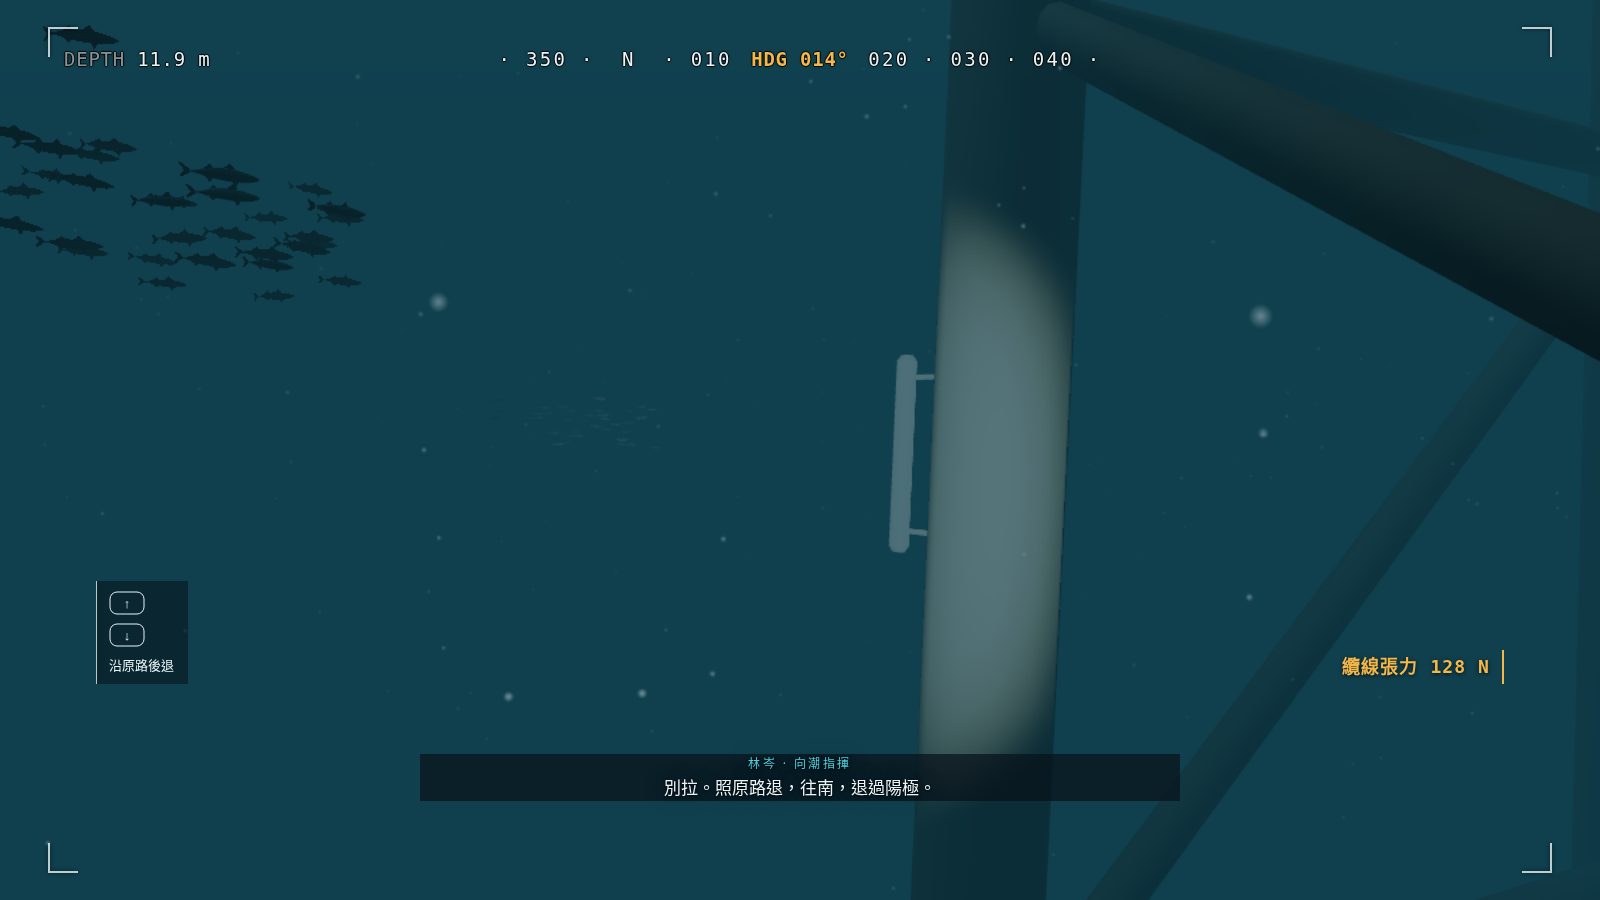 DEPTH 11.9 m
· 350 · N · 010 HDG 014° 020 · 030 · 040 ·
↑
↓
沿原路後退
纜線張力 128 N
林岑 · 向潮指揮
別拉。照原路退，往南，退過陽極。